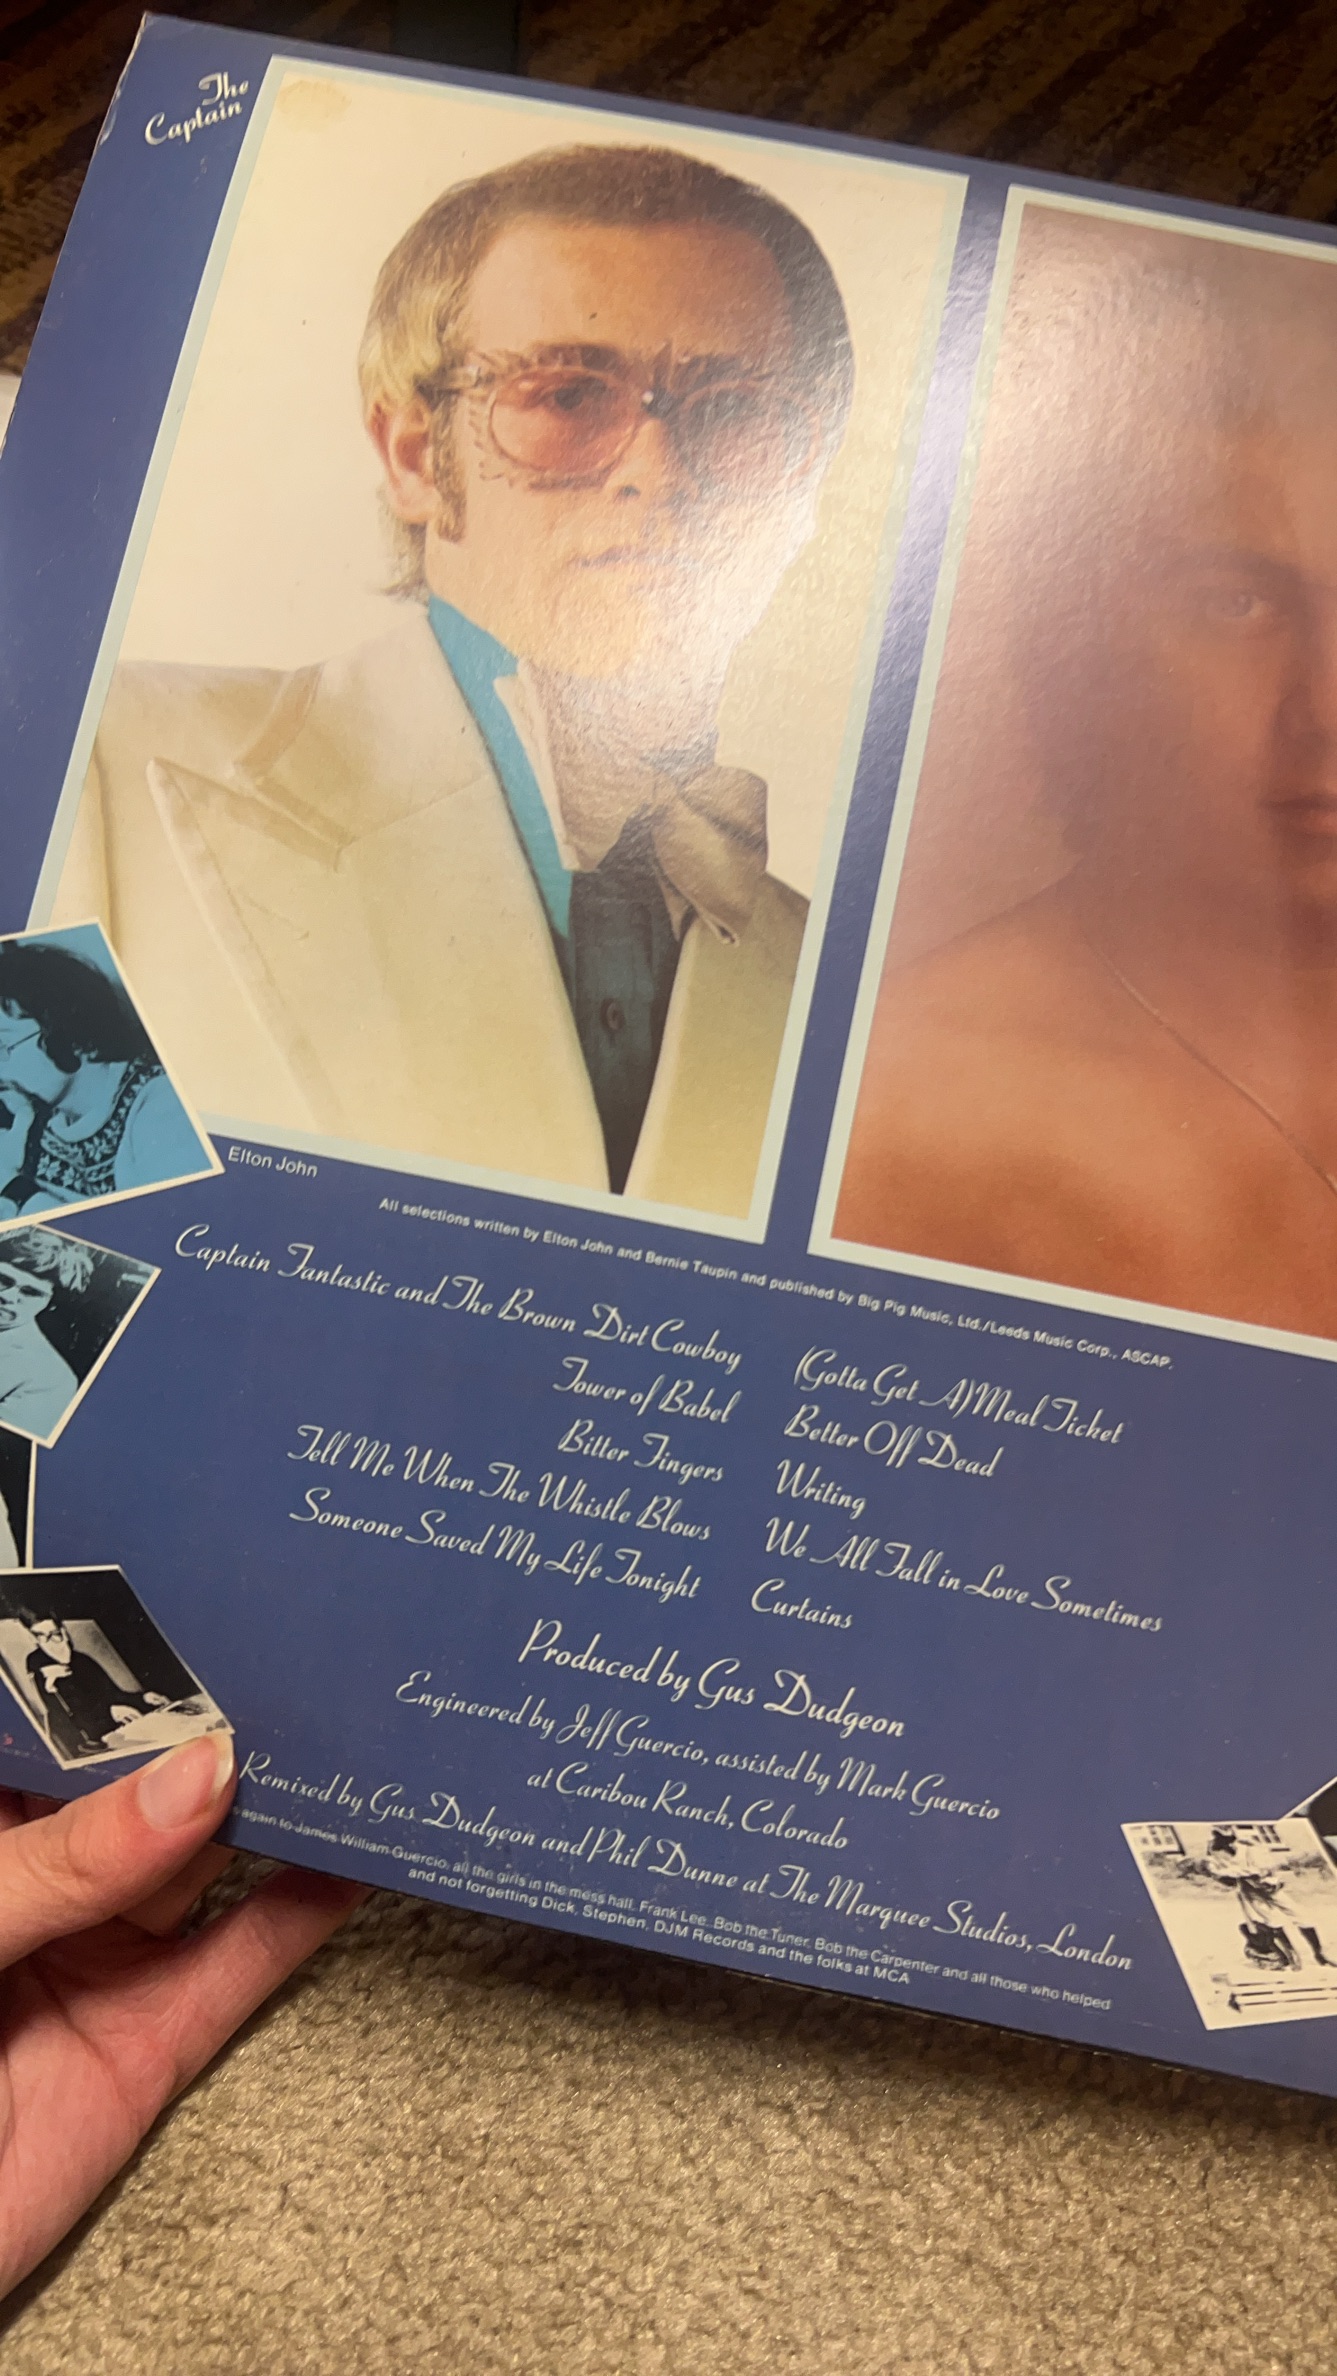 The
Captain
Elton John
All selections written by Elton John and Bernie Taupin and published by Big Pig Music, Ltd./Leeds Music Corp., ASCAP.
Captain Fantastic and The Brown Dirt Cowboy
Tower of Babel
Bitter Fingers
Tell Me When The Whistle Blows
Someone Saved My Life Tonight
(Gotta Get A) Meal Ticket
Better Off Dead
Writing
We All Fall in Love Sometimes
Curtains
Produced by Gus Dudgeon
Engineered by Jeff Guercio, assisted by Mark Guercio
at Caribou Ranch, Colorado
Remixed by Gus Dudgeon and Phil Dunne at The Marquee Studios, London
again to James William Guercio, all the girls in the mess hall, Frank Lee, Bob the Tuner, Bob the Carpenter and all those who helped
and not forgetting Dick, Stephen, DJM Records and the folks at MCA